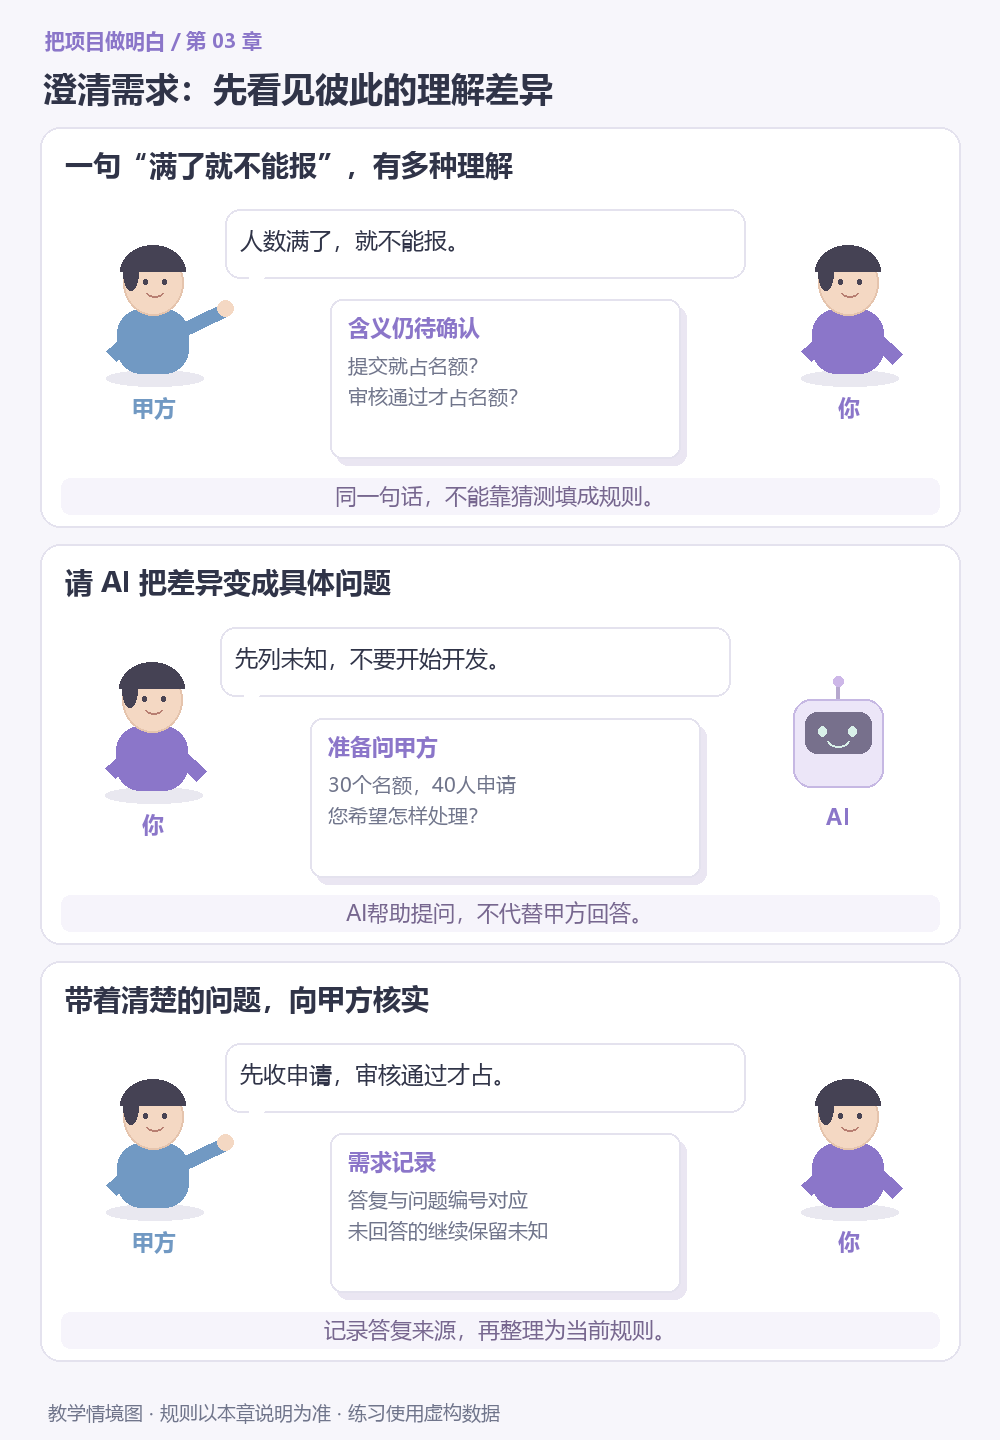 把项目做明白 / 第 03 章
澄清需求：先看见彼此的理解差异
一句“满了就不能报”，有多种理解
人数满了，就不能报。
含义仍待确认
提交就占名额？
审核通过才占名额？
甲方
你
同一句话，不能靠猜测填成规则。
请 AI 把差异变成具体问题
先列未知，不要开始开发。
准备问甲方
30个名额，40人申请
您希望怎样处理？
你
AI
AI帮助提问，不代替甲方回答。
带着清楚的问题，向甲方核实
先收申请，审核通过才占。
需求记录
答复与问题编号对应
未回答的继续保留未知
甲方
你
记录答复来源，再整理为当前规则。
教学情境图 · 规则以本章说明为准 · 练习使用虚构数据